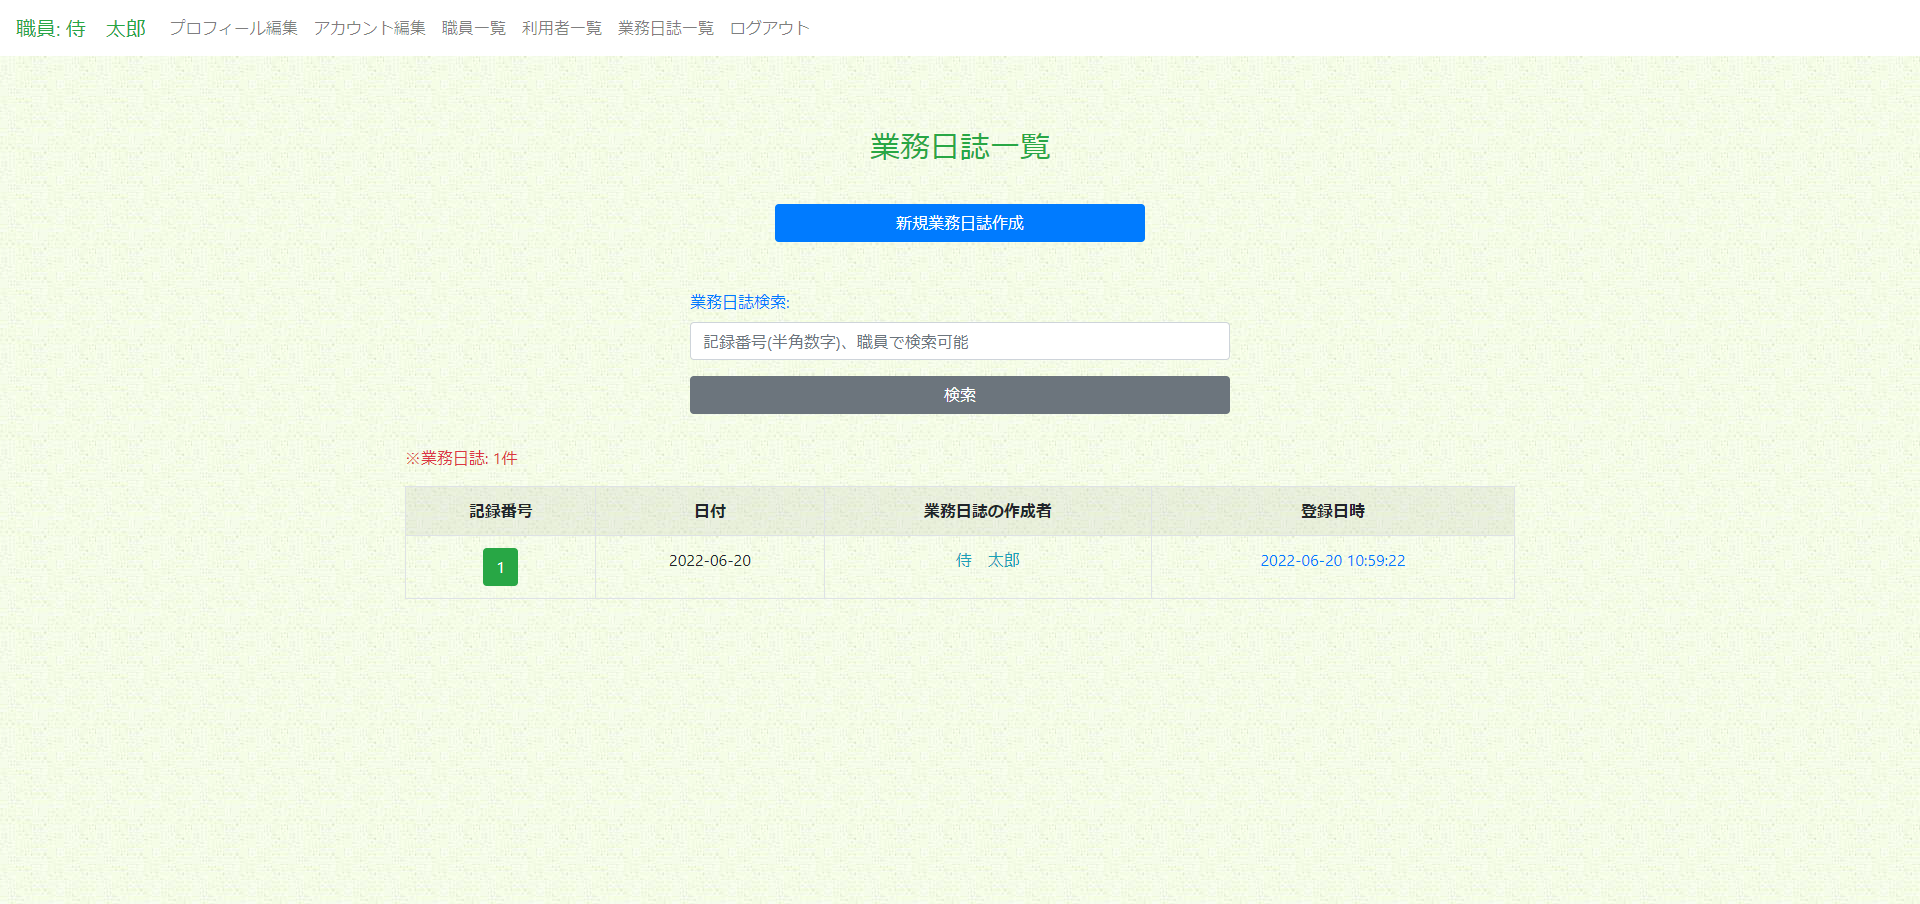 職員: 侍　太郎 プロフィール編集 アカウント編集 職員一覧 利用者一覧 業務日誌一覧 ログアウト
業務日誌一覧
新規業務日誌作成
業務日誌検索:
記録番号(半角数字)、職員で検索可能
検索
※業務日誌: 1件
記録番号 日付 業務日誌の作成者 登録日時
1 2022-06-20 侍　太郎 2022-06-20 10:59:22